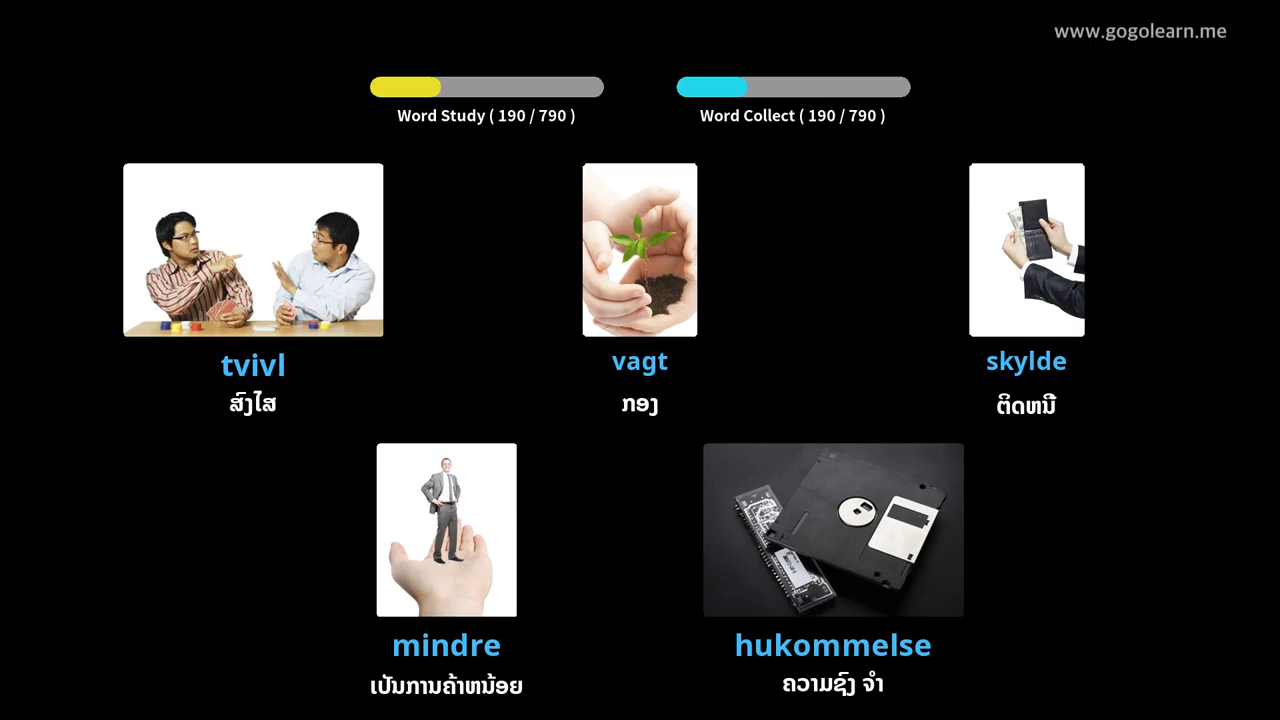 www.gogolearn.me
Word Study ( 190 / 790 )
Word Collect ( 190 / 790 )
tvivl
ສົງໄສ
vagt
ກອງ
skylde
ຕິດຫນີ້
mindre
ເປັນການຄ້າຫນ້ອຍ
hukommelse
ຄວາມຊົງ ຈໍາ